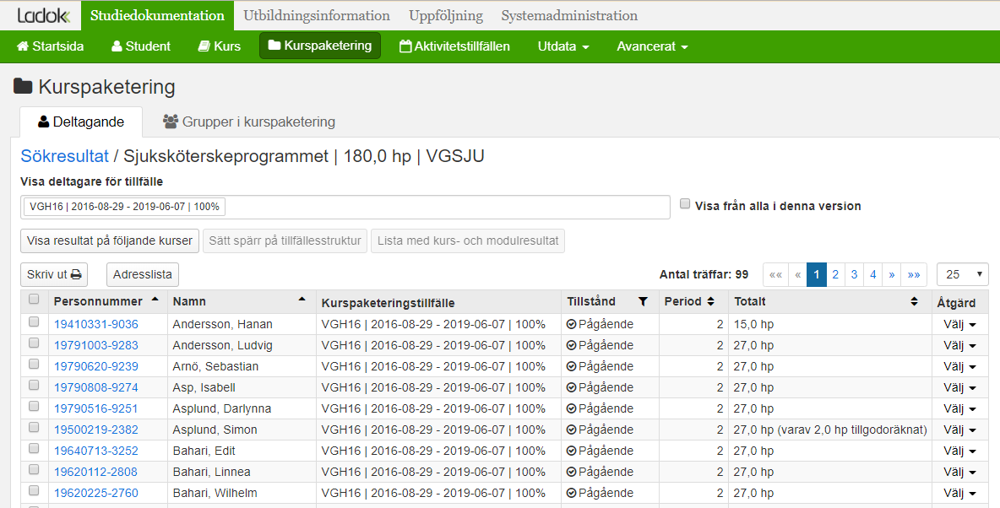 Ladok Studiedokumentation Utbildningsinformation Uppföljning Systemadministration
Startsida Student Kurs Kurspaketering Aktivitetstillfällen Utdata Avancerat
Kurspaketering
Deltagande Grupper i kurspaketering
Sökresultat / Sjuksköterskeprogrammet | 180,0 hp | VGSJU
Visa deltagare för tillfälle
VGH16 | 2016-08-29 - 2019-06-07 | 100% Visa från alla i denna version
Visa resultat på följande kurser Sätt spärr på tillfällesstruktur Lista med kurs- och modulresultat
Skriv ut Adresslista Antal träffar: 99 «« « 1 2 3 4 » »» 25
Personnummer Namn Kurspaketeringstillfälle Tillstånd Period Totalt Åtgärd
19410331-9036 Andersson, Hanan VGH16 | 2016-08-29 - 2019-06-07 | 100% Pågående 2 15,0 hp Välj
19791003-9283 Andersson, Ludvig VGH16 | 2016-08-29 - 2019-06-07 | 100% Pågående 2 27,0 hp Välj
19790620-9239 Arnö, Sebastian VGH16 | 2016-08-29 - 2019-06-07 | 100% Pågående 2 27,0 hp Välj
19790808-9274 Asp, Isabell VGH16 | 2016-08-29 - 2019-06-07 | 100% Pågående 2 27,0 hp Välj
19790516-9251 Asplund, Darlynna VGH16 | 2016-08-29 - 2019-06-07 | 100% Pågående 2 27,0 hp Välj
19500219-2382 Asplund, Simon VGH16 | 2016-08-29 - 2019-06-07 | 100% Pågående 2 27,0 hp (varav 2,0 hp tillgodoräknat) Välj
19640713-3252 Bahari, Edit VGH16 | 2016-08-29 - 2019-06-07 | 100% Pågående 2 27,0 hp Välj
19620112-2808 Bahari, Linnea VGH16 | 2016-08-29 - 2019-06-07 | 100% Pågående 2 27,0 hp Välj
19620225-2760 Bahari, Wilhelm VGH16 | 2016-08-29 - 2019-06-07 | 100% Pågående 2 27,0 hp Välj